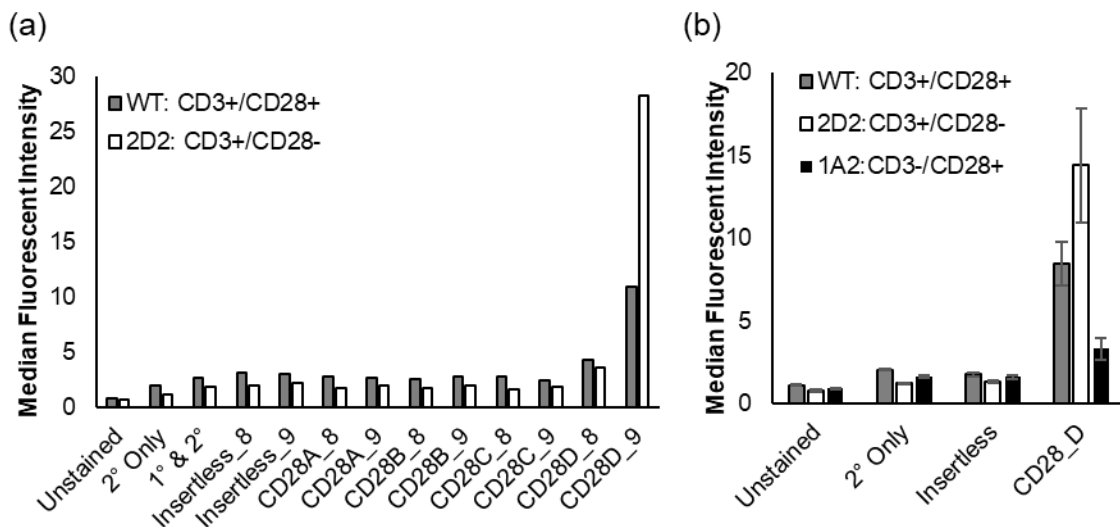 (a)
Median Fluorescent Intensity
30
25
20
15
10
5
0
WT: CD3+/CD28+
2D2: CD3+/CD28-
Unstained
2° Only
1° & 2°
Insertless_8
Insertless_9
CD28A_8
CD28A_9
CD28B_8
CD28B_9
CD28C_8
CD28C_9
CD28D_8
CD28D_9
(b)
Median Fluorescent Intensity
20
15
10
5
0
WT: CD3+/CD28+
2D2:CD3+/CD28-
1A2:CD3-/CD28+
Unstained
2° Only
Insertless
CD28_D